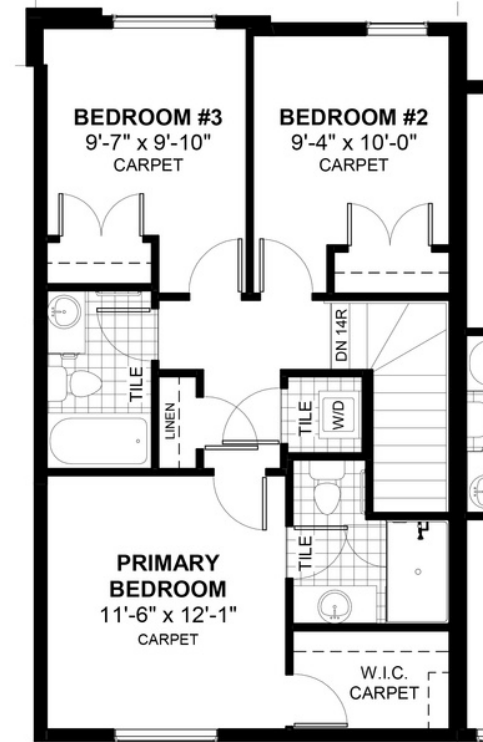 BEDROOM #3
9'-7" x 9'-10"
CARPET
BEDROOM #2
9'-4" x 10'-0"
CARPET
DN 14R
TILE
LINEN
TILE
W/D
TILE
PRIMARY
BEDROOM
11'-6" x 12'-1"
CARPET
W.I.C.
CARPET